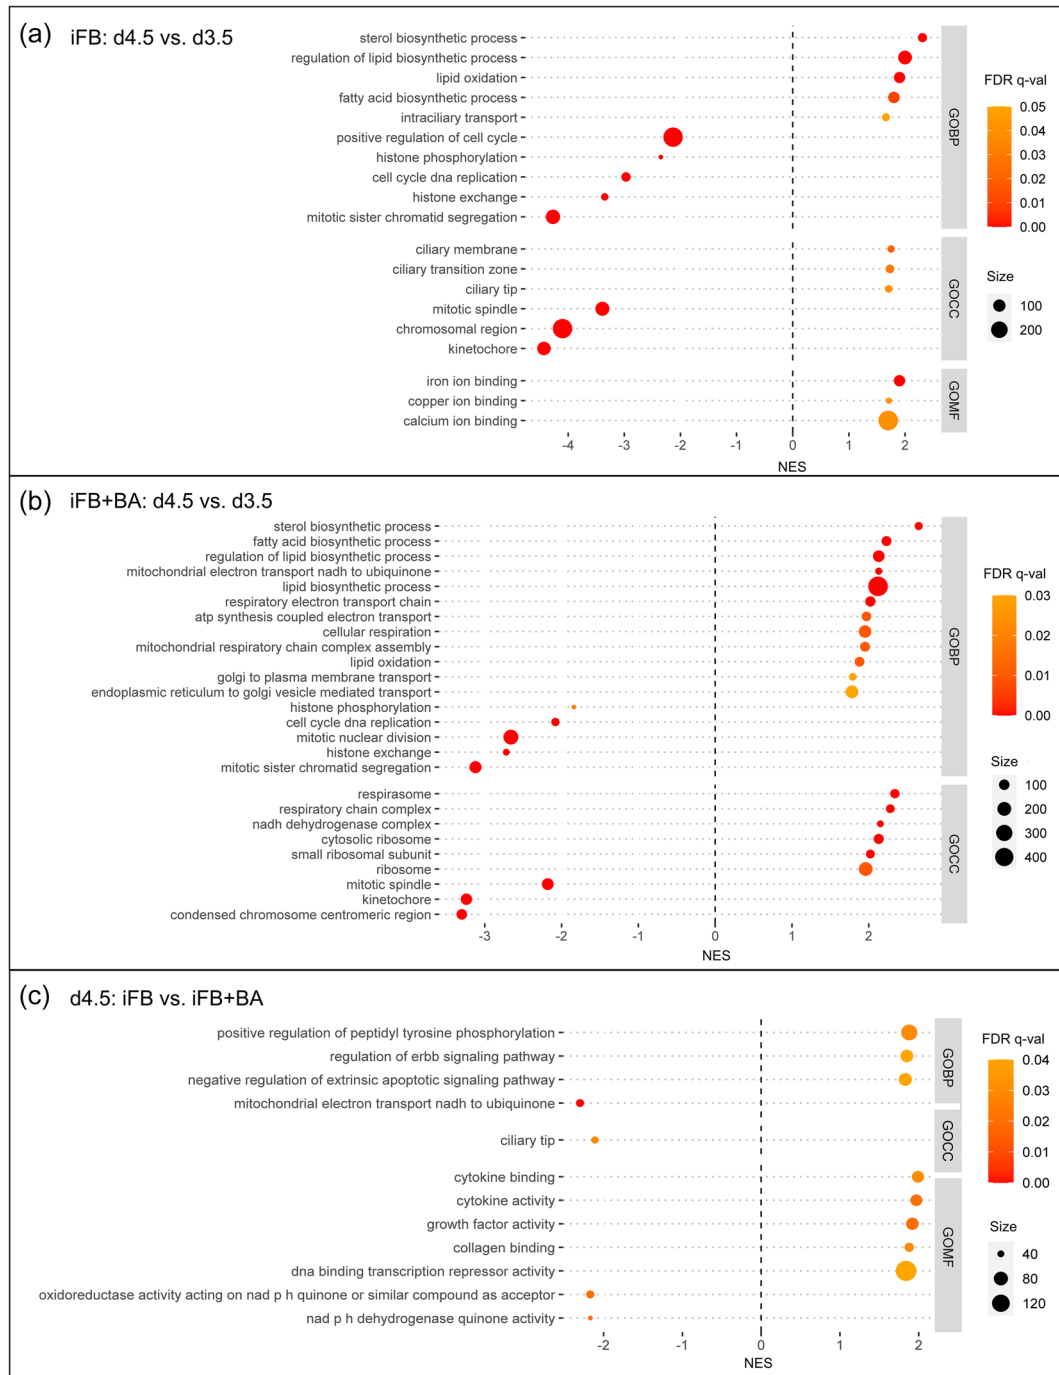 (a) iFB: d4.5 vs. d3.5
sterol biosynthetic process
regulation of lipid biosynthetic process
lipid oxidation
fatty acid biosynthetic process
intraciliary transport
positive regulation of cell cycle
histone phosphorylation
cell cycle dna replication
histone exchange
mitotic sister chromatid segregation
GOBP
ciliary membrane
ciliary transition zone
ciliary tip
mitotic spindle
chromosomal region
kinetochore
GOCC
iron ion binding
copper ion binding
calcium ion binding
GOMF
-4 -3 -2 -1 0 1 2
NES
FDR q-val
0.05
0.04
0.03
0.02
0.01
0.00
Size
100
200
(b) iFB+BA: d4.5 vs. d3.5
sterol biosynthetic process
fatty acid biosynthetic process
regulation of lipid biosynthetic process
mitochondrial electron transport nadh to ubiquinone
lipid biosynthetic process
respiratory electron transport chain
atp synthesis coupled electron transport
cellular respiration
mitochondrial respiratory chain complex assembly
lipid oxidation
golgi to plasma membrane transport
endoplasmic reticulum to golgi vesicle mediated transport
histone phosphorylation
cell cycle dna replication
mitotic nuclear division
histone exchange
mitotic sister chromatid segregation
GOBP
respirasome
respiratory chain complex
nadh dehydrogenase complex
cytosolic ribosome
small ribosomal subunit
ribosome
mitotic spindle
kinetochore
condensed chromosome centromeric region
GOCC
-3 -2 -1 0 1 2
NES
FDR q-val
0.03
0.02
0.01
0.00
Size
100
200
300
400
(c) d4.5: iFB vs. iFB+BA
positive regulation of peptidyl tyrosine phosphorylation
regulation of erbb signaling pathway
negative regulation of extrinsic apoptotic signaling pathway
mitochondrial electron transport nadh to ubiquinone
GOBP
ciliary tip
GOCC
cytokine binding
cytokine activity
growth factor activity
collagen binding
dna binding transcription repressor activity
oxidoreductase activity acting on nad p h quinone or similar compound as acceptor
nad p h dehydrogenase quinone activity
GOMF
-2 -1 0 1 2
NES
FDR q-val
0.04
0.03
0.02
0.01
0.00
Size
40
80
120